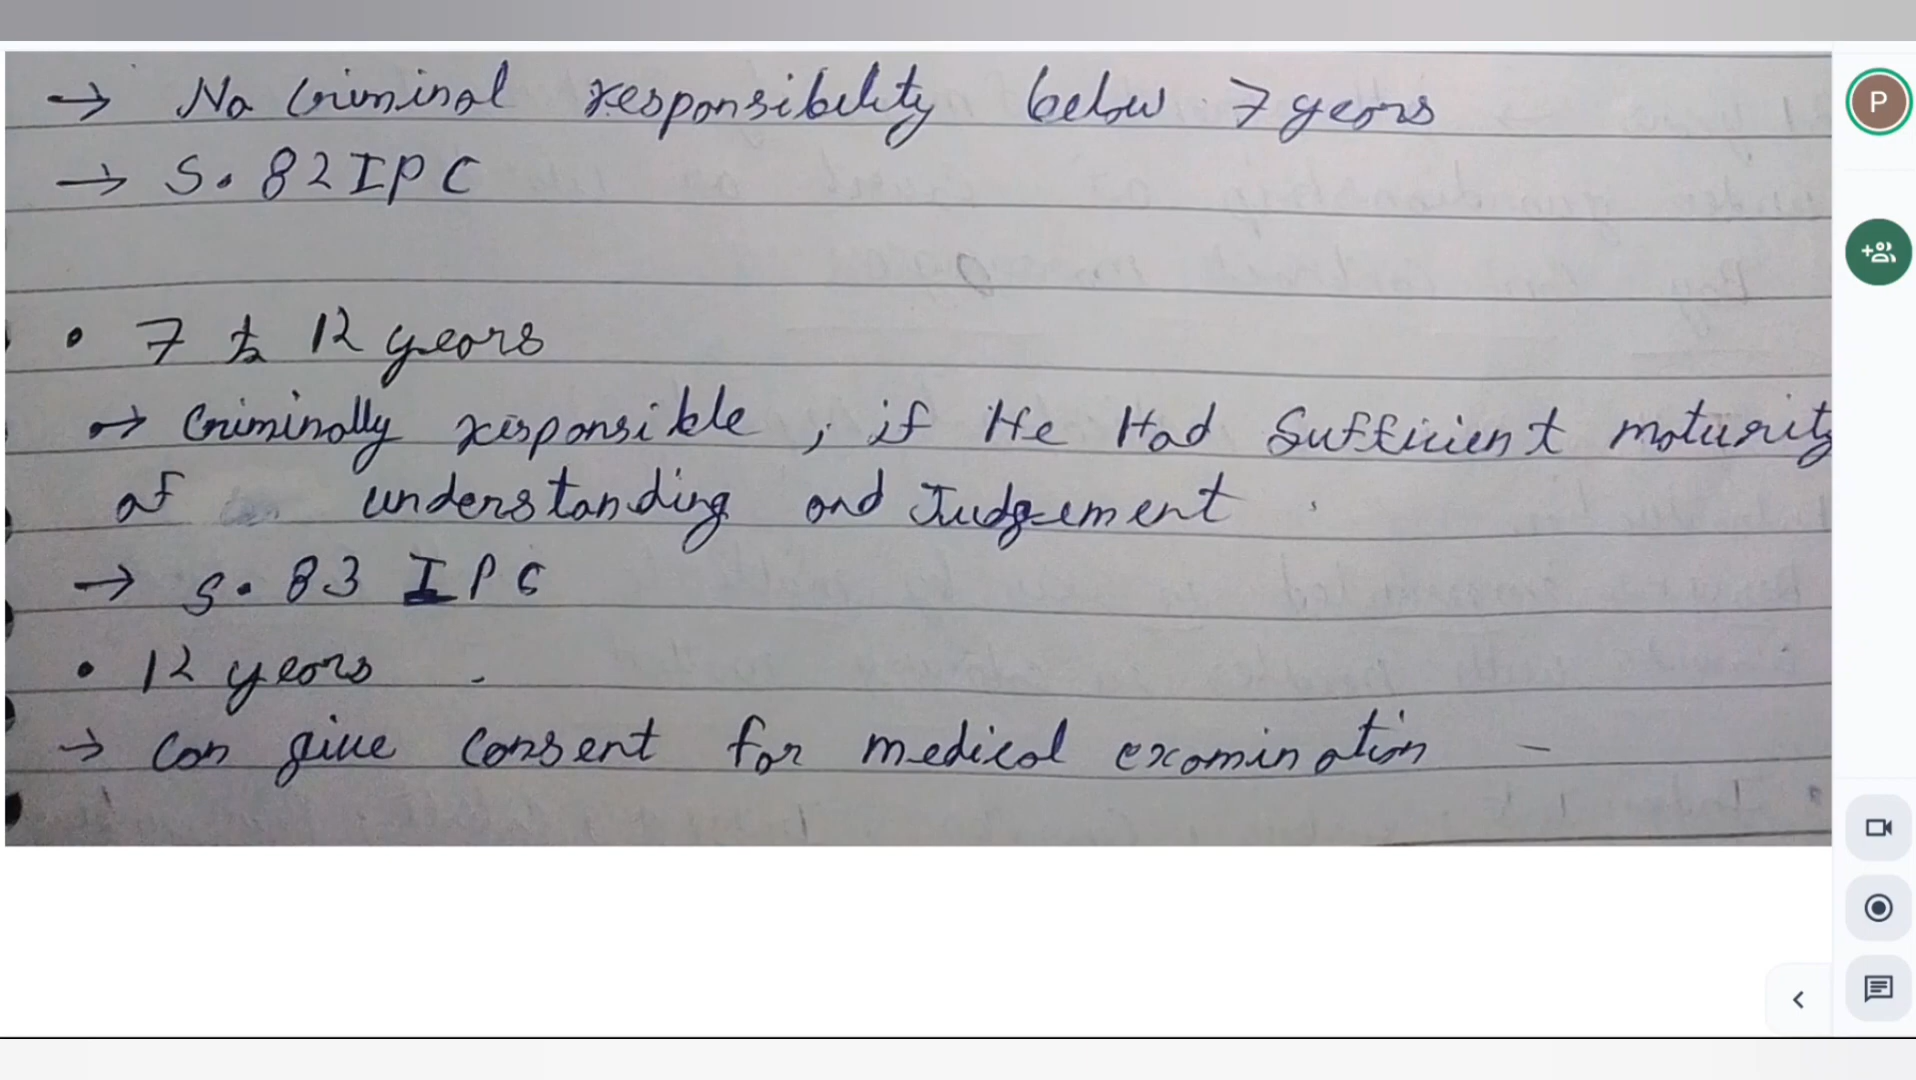 → No Criminal responsibility below 7 years
→ S. 82 IPC
• 7 to 12 years
→ Criminally responsible, if He Had Sufficient maturity
of understanding and Judgement
→ S. 83 IPC
• 12 years
→ Can give consent for medical examination -
P